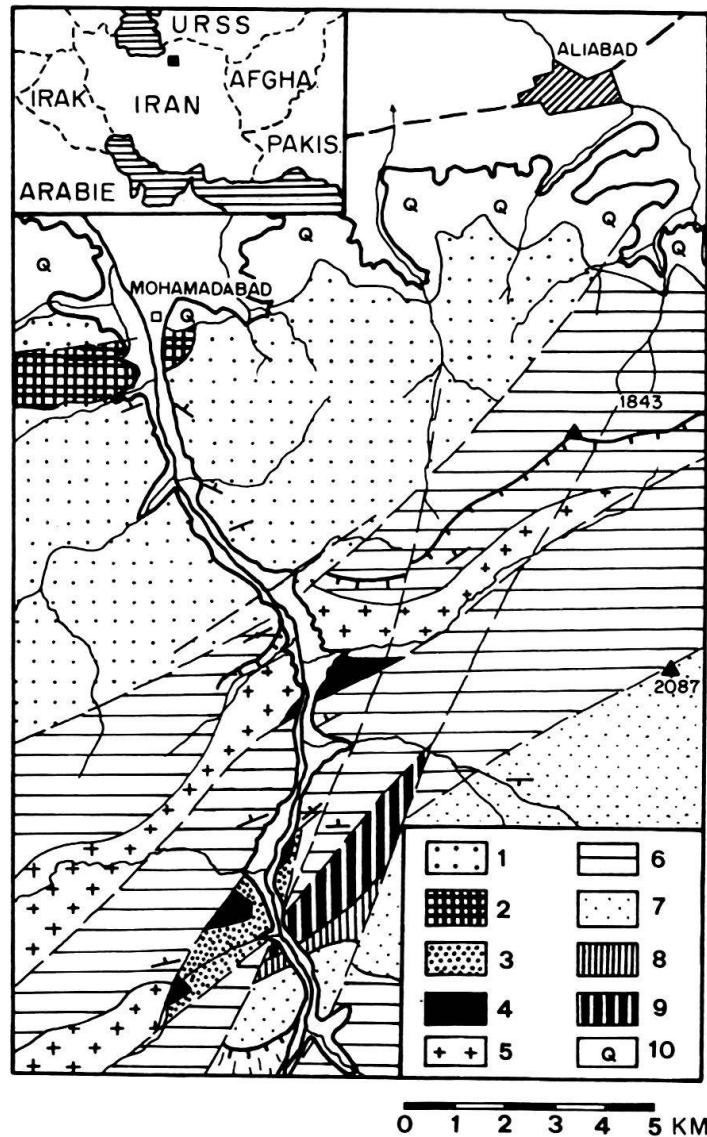 URSS
IRAK
IRAN
AFGHA.
PAKIS.
ARABIE
ALIABAD
Q
Q
Q
Q
Q
Q
MOHAMADABAD
Q
1843
2087
1
6
2
7
3
8
4
9
5
Q
10
0 1 2 3 4 5 KM